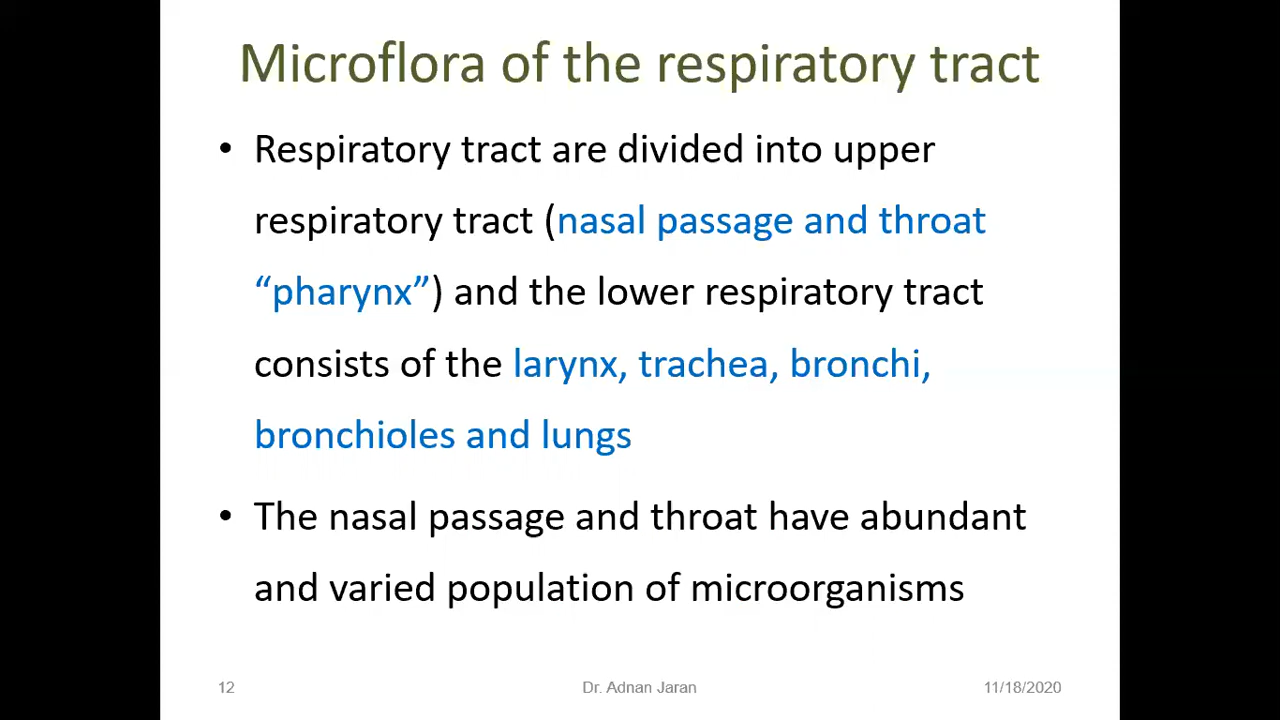 Microflora of the respiratory tract
• Respiratory tract are divided into upper
respiratory tract (nasal passage and throat
“pharynx”) and the lower respiratory tract
consists of the larynx, trachea, bronchi,
bronchioles and lungs
• The nasal passage and throat have abundant
and varied population of microorganisms
12 Dr. Adnan Jaran 11/18/2020